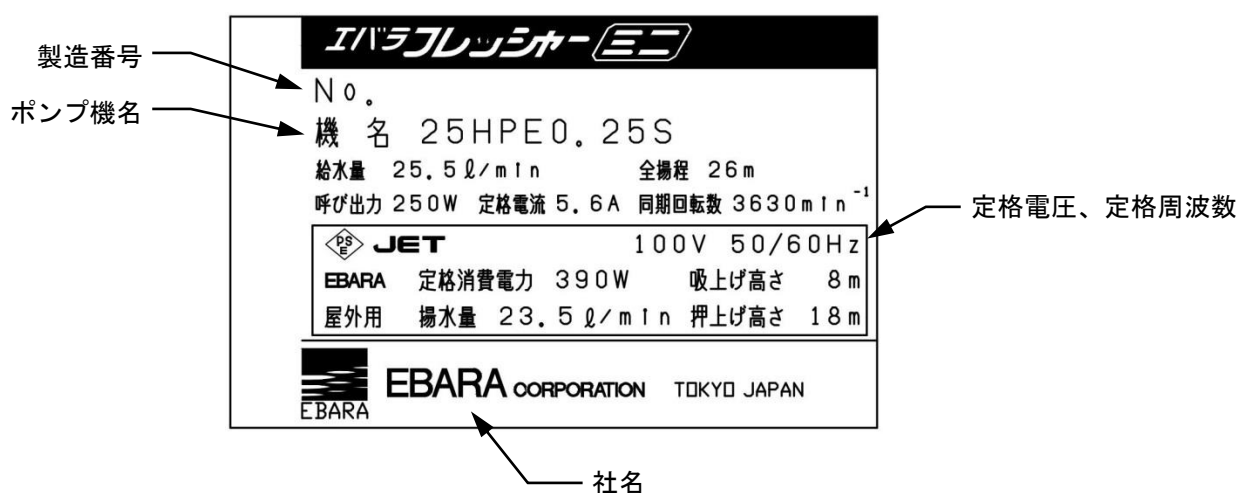 エバラフレッシャーミニ
製造番号
No.
ポンプ機名
機名 25HPE0.25S
給水量 25.5ℓ/min 全揚程 26m
呼び出力 250W 定格電流 5.6A 同期回転数 3630min⁻¹
定格電圧、定格周波数
PSE JET 100V 50/60Hz
EBARA 定格消費電力 390W 吸上げ高さ 8m
屋外用 揚水量 23.5ℓ/min 押上げ高さ 18m
EBARA
EBARA CORPORATION TOKYO JAPAN
社名